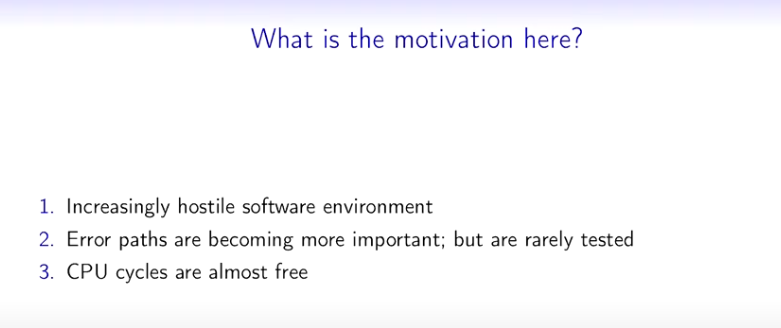 What is the motivation here?
1. Increasingly hostile software environment
2. Error paths are becoming more important; but are rarely tested
3. CPU cycles are almost free